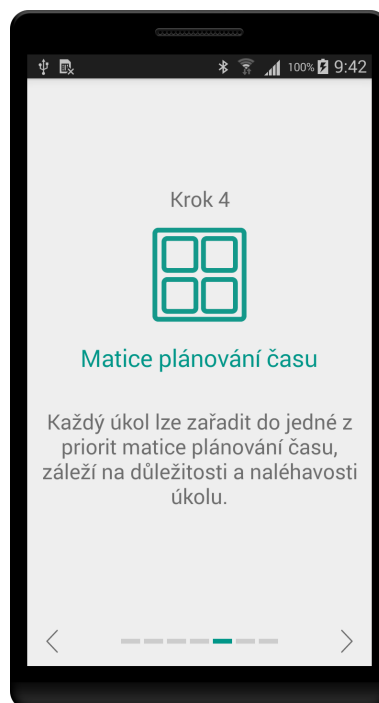 100% 9:42
Krok 4
Matice plánování času
Každý úkol lze zařadit do jedné z
priorit matice plánování času,
záleží na důležitosti a naléhavosti
úkolu.